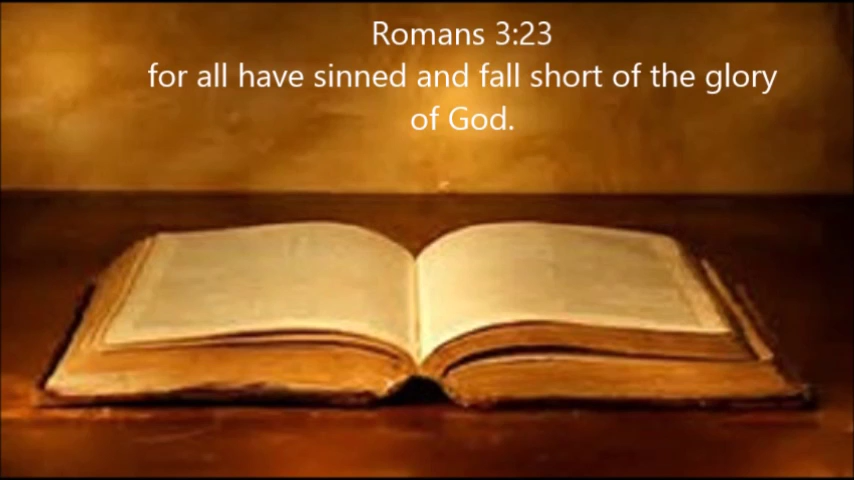 Romans 3:23
for all have sinned and fall short of the glory
of God.